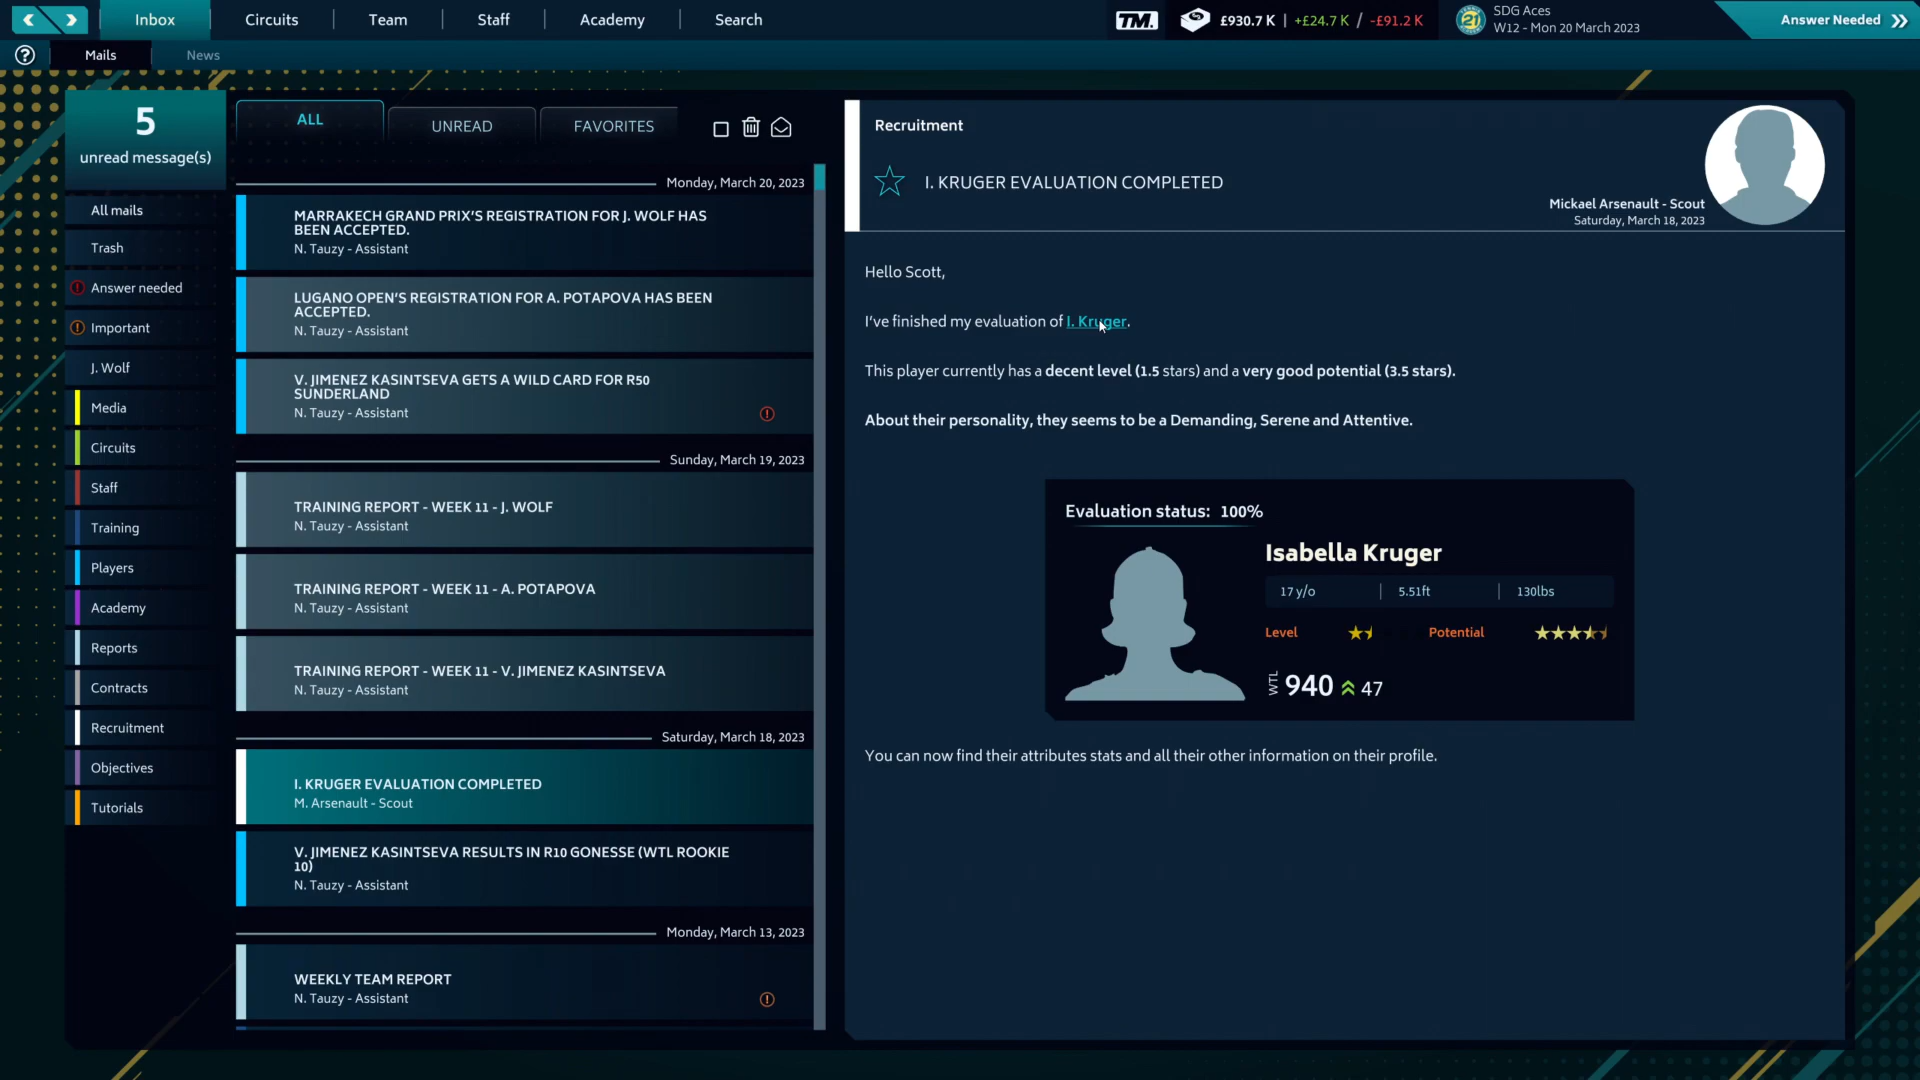 Inbox
Circuits
Team
Staff
Academy
Search
TM.
£930.7 K | +£24.7 K / -£91.2 K
21
SDG Aces
W12 - Mon 20 March 2023
Answer Needed
?
Mails
News
5
unread message(s)
All mails
Trash
Answer needed
Important
J. Wolf
Media
Circuits
Staff
Training
Players
Academy
Reports
Contracts
Recruitment
Objectives
Tutorials
ALL
UNREAD
FAVORITES
Monday, March 20, 2023
MARRAKECH GRAND PRIX'S REGISTRATION FOR J. WOLF HAS
BEEN ACCEPTED.
N. Tauzy - Assistant
LUGANO OPEN'S REGISTRATION FOR A. POTAPOVA HAS BEEN
ACCEPTED.
N. Tauzy - Assistant
V. JIMENEZ KASINTSEVA GETS A WILD CARD FOR R50
SUNDERLAND
N. Tauzy - Assistant
Sunday, March 19, 2023
TRAINING REPORT - WEEK 11 - J. WOLF
N. Tauzy - Assistant
TRAINING REPORT - WEEK 11 - A. POTAPOVA
N. Tauzy - Assistant
TRAINING REPORT - WEEK 11 - V. JIMENEZ KASINTSEVA
N. Tauzy - Assistant
Saturday, March 18, 2023
I. KRUGER EVALUATION COMPLETED
M. Arsenault - Scout
V. JIMENEZ KASINTSEVA RESULTS IN R10 GONESSE (WTL ROOKIE
10)
N. Tauzy - Assistant
Monday, March 13, 2023
WEEKLY TEAM REPORT
N. Tauzy - Assistant
Recruitment
I. KRUGER EVALUATION COMPLETED
Mickael Arsenault - Scout
Saturday, March 18, 2023
Hello Scott,
I've finished my evaluation of I. Kruger.
This player currently has a decent level (1.5 stars) and a very good potential (3.5 stars).
About their personality, they seems to be a Demanding, Serene and Attentive.
Evaluation status: 100%
Isabella Kruger
17 y/o | 5.51ft | 130lbs
Level
Potential
WTL 940 47
You can now find their attributes stats and all their other information on their profile.